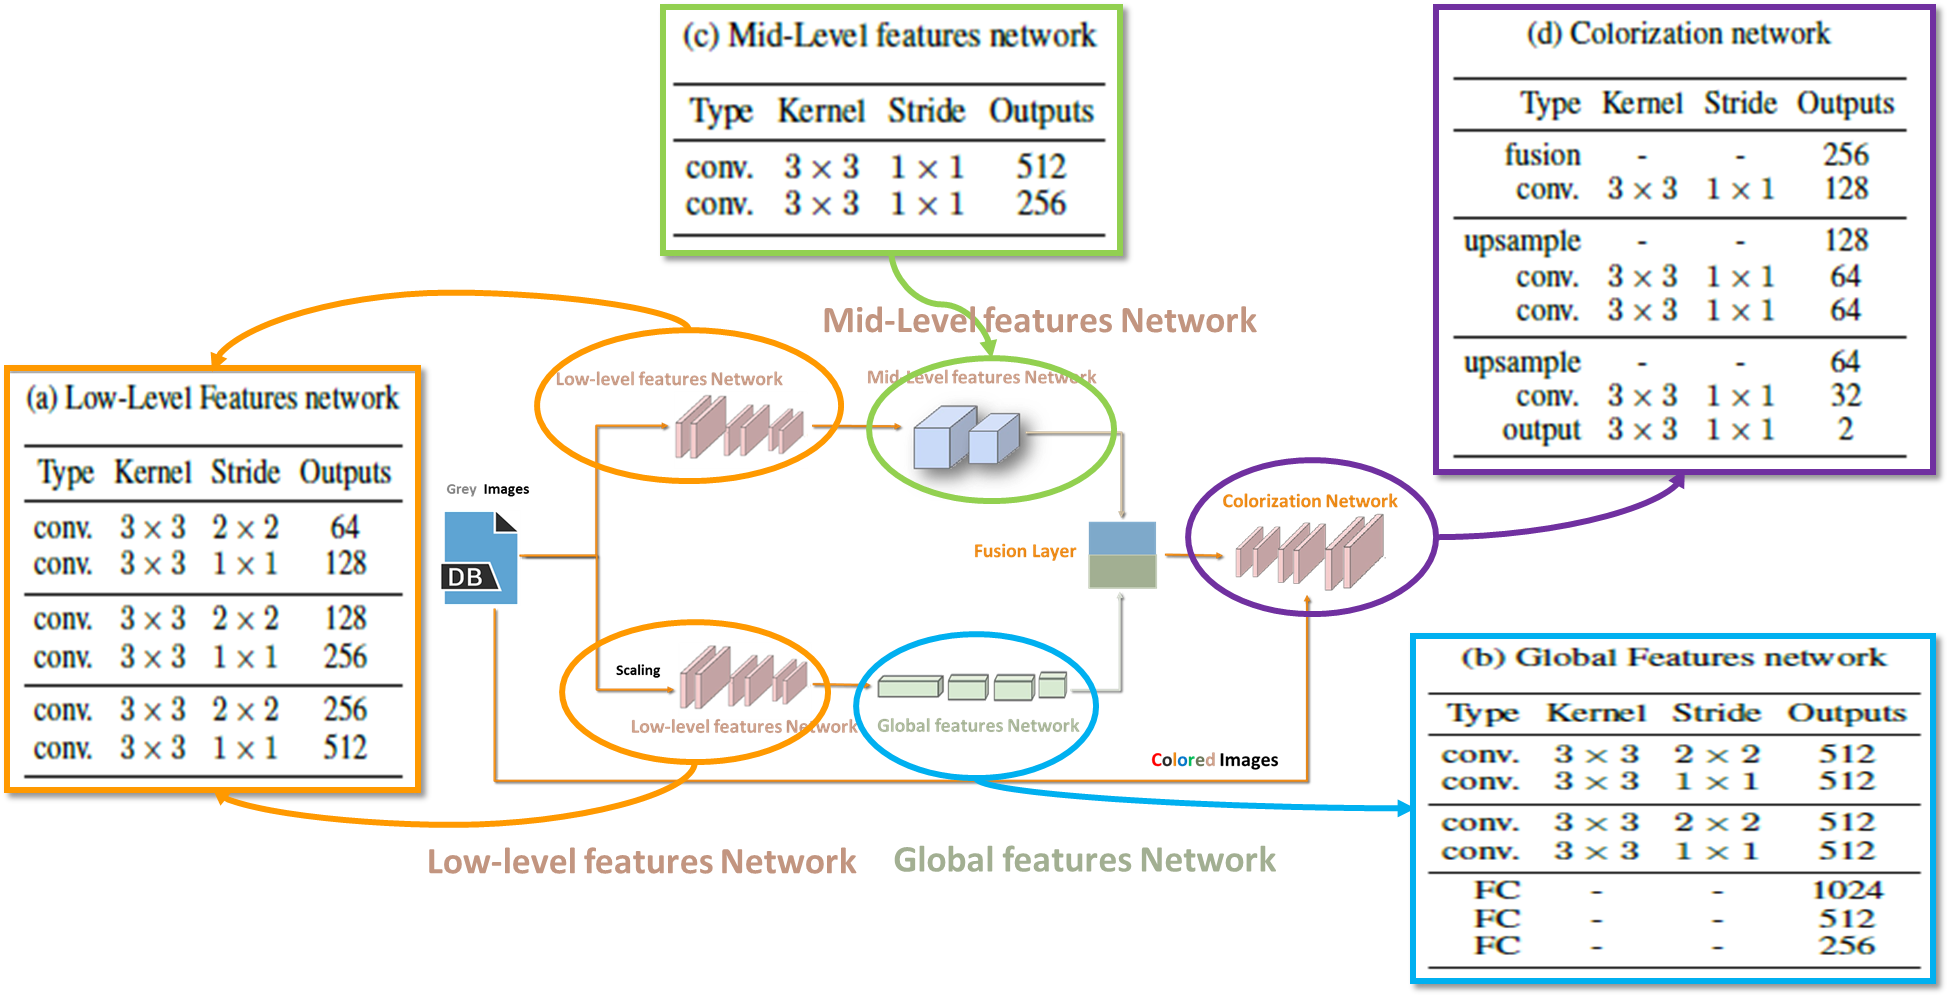 (c) Mid-Level features network
Type Kernel Stride Outputs
conv. 3 × 3 1 × 1 512
conv. 3 × 3 1 × 1 256
(d) Colorization network
Type Kernel Stride Outputs
fusion - - 256
conv. 3 × 3 1 × 1 128
upsample - - 128
conv. 3 × 3 1 × 1 64
conv. 3 × 3 1 × 1 64
upsample - - 64
conv. 3 × 3 1 × 1 32
output 3 × 3 1 × 1 2
Mid-Level features Network
(a) Low-Level Features network
Type Kernel Stride Outputs
conv. 3 × 3 2 × 2 64
conv. 3 × 3 1 × 1 128
conv. 3 × 3 2 × 2 128
conv. 3 × 3 1 × 1 256
conv. 3 × 3 2 × 2 256
conv. 3 × 3 1 × 1 512
Low-level features Network
Mid-Level features Network
Grey Images
DB
Fusion Layer
Colorization Network
Scaling
Low-level features Network
Global features Network
Colored Images
Low-level features Network
Global features Network
(b) Global Features network
Type Kernel Stride Outputs
conv. 3 × 3 2 × 2 512
conv. 3 × 3 1 × 1 512
conv. 3 × 3 2 × 2 512
conv. 3 × 3 1 × 1 512
FC - - 1024
FC - - 512
FC - - 256